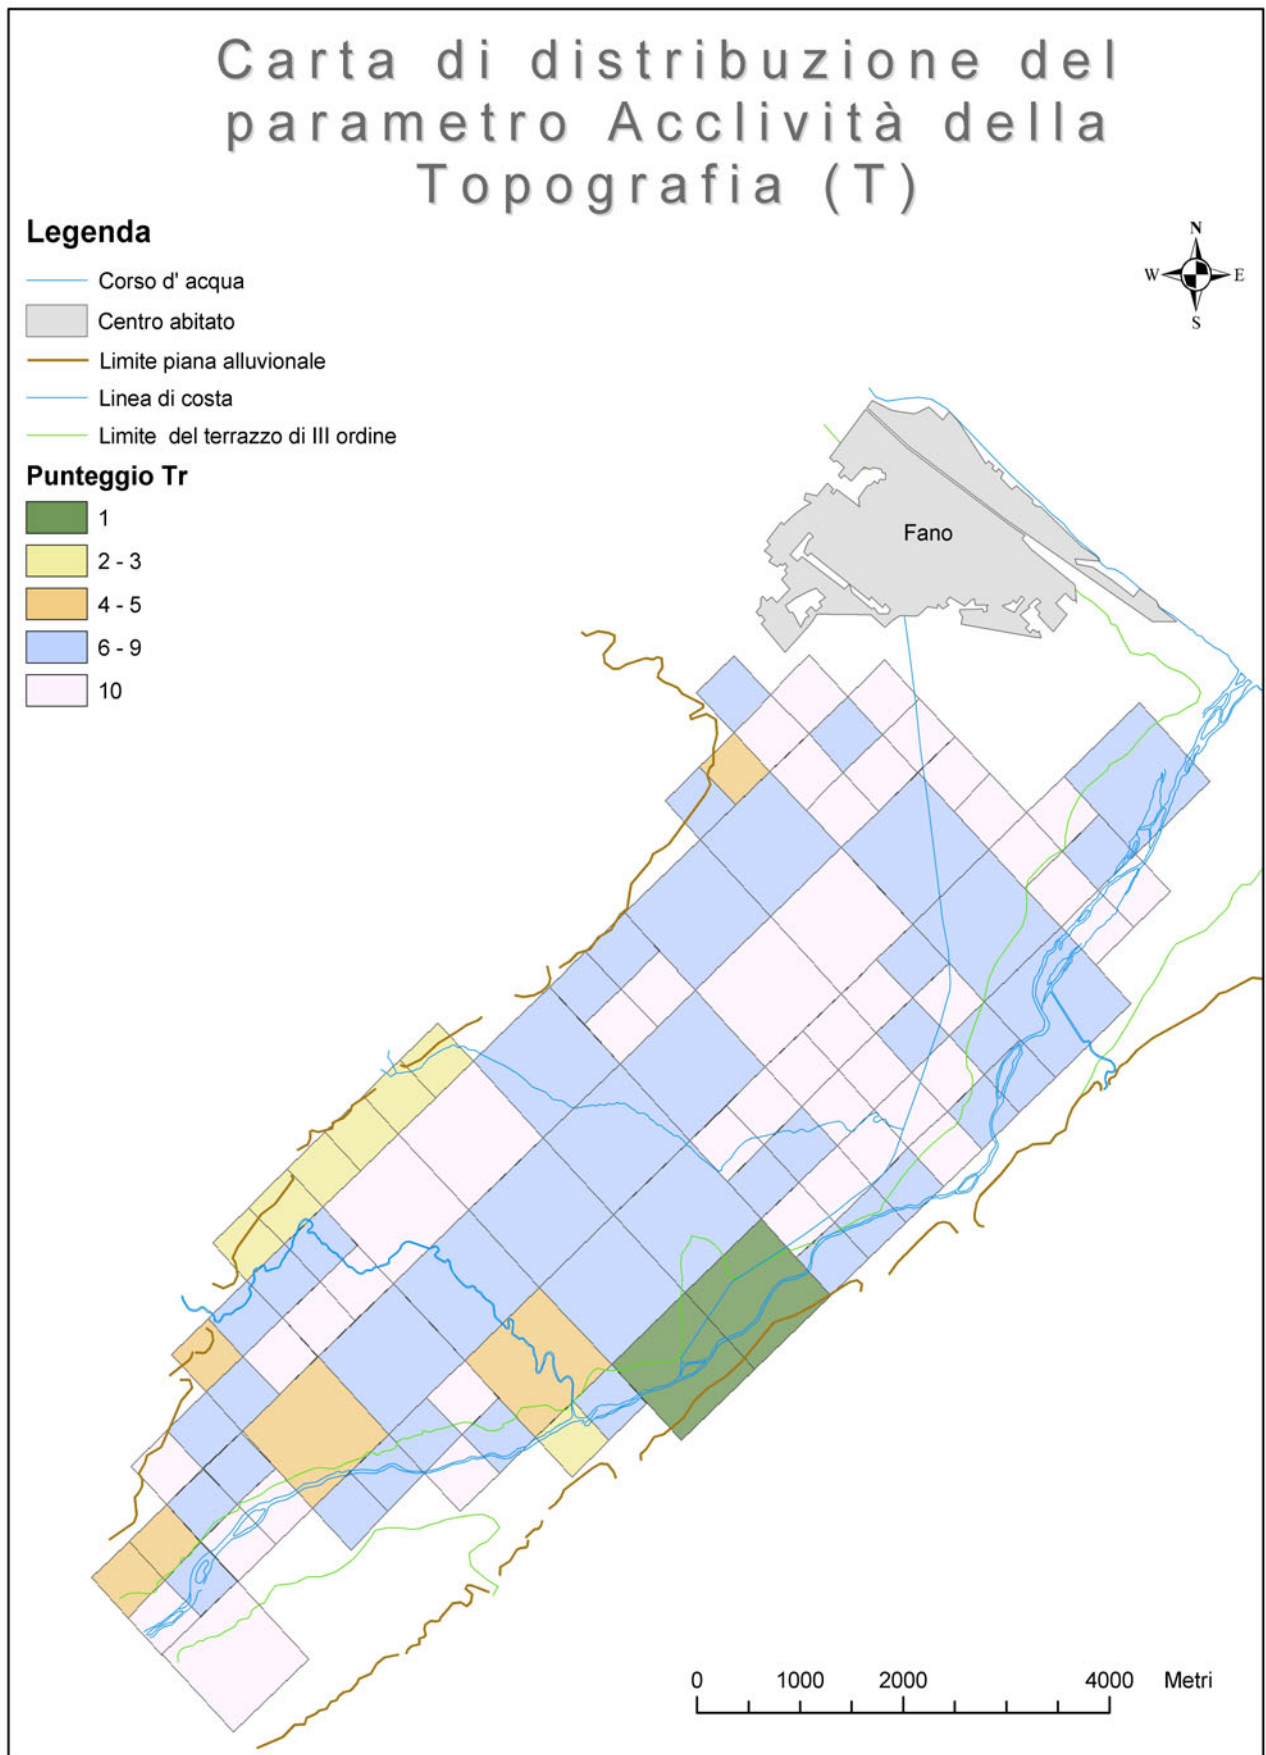 Carta di distribuzione del
parametro Acclività della
Topografia (T)
Legenda
Corso d' acqua
Centro abitato
Limite piana alluvionale
Linea di costa
Limite del terrazzo di III ordine
Punteggio Tr
1
2 - 3
4 - 5
6 - 9
10
N
W E
S
Fano
0 1000 2000 4000 Metri